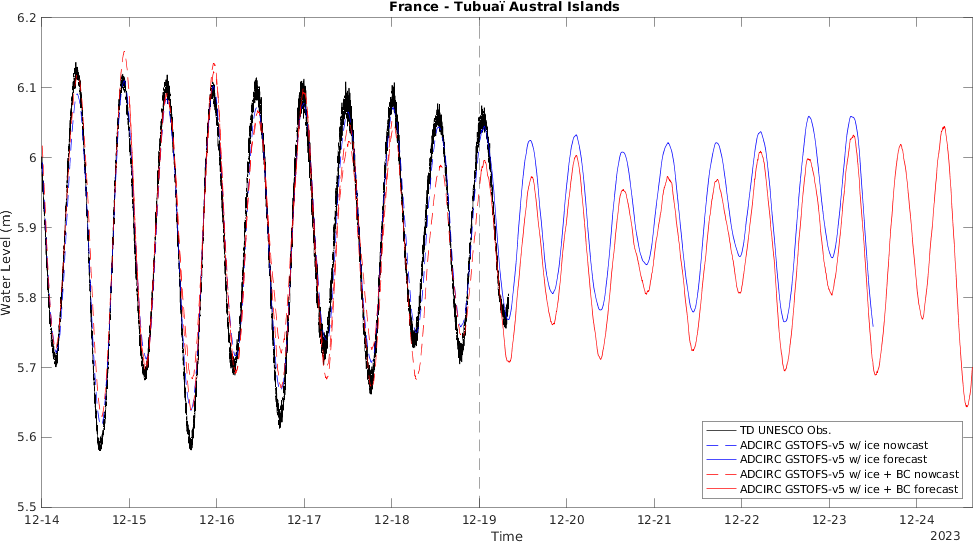 France - Tubuaï Austral Islands
6.2
6.1
6
5.9
5.8
5.7
5.6
5.5
Water Level (m)
TD UNESCO Obs.
ADCIRC GSTOFS-v5 w/ ice nowcast
ADCIRC GSTOFS-v5 w/ ice forecast
ADCIRC GSTOFS-v5 w/ ice + BC nowcast
ADCIRC GSTOFS-v5 w/ ice + BC forecast
12-14 12-15 12-16 12-17 12-18 12-19 12-20 12-21 12-22 12-23 12-24
Time
2023